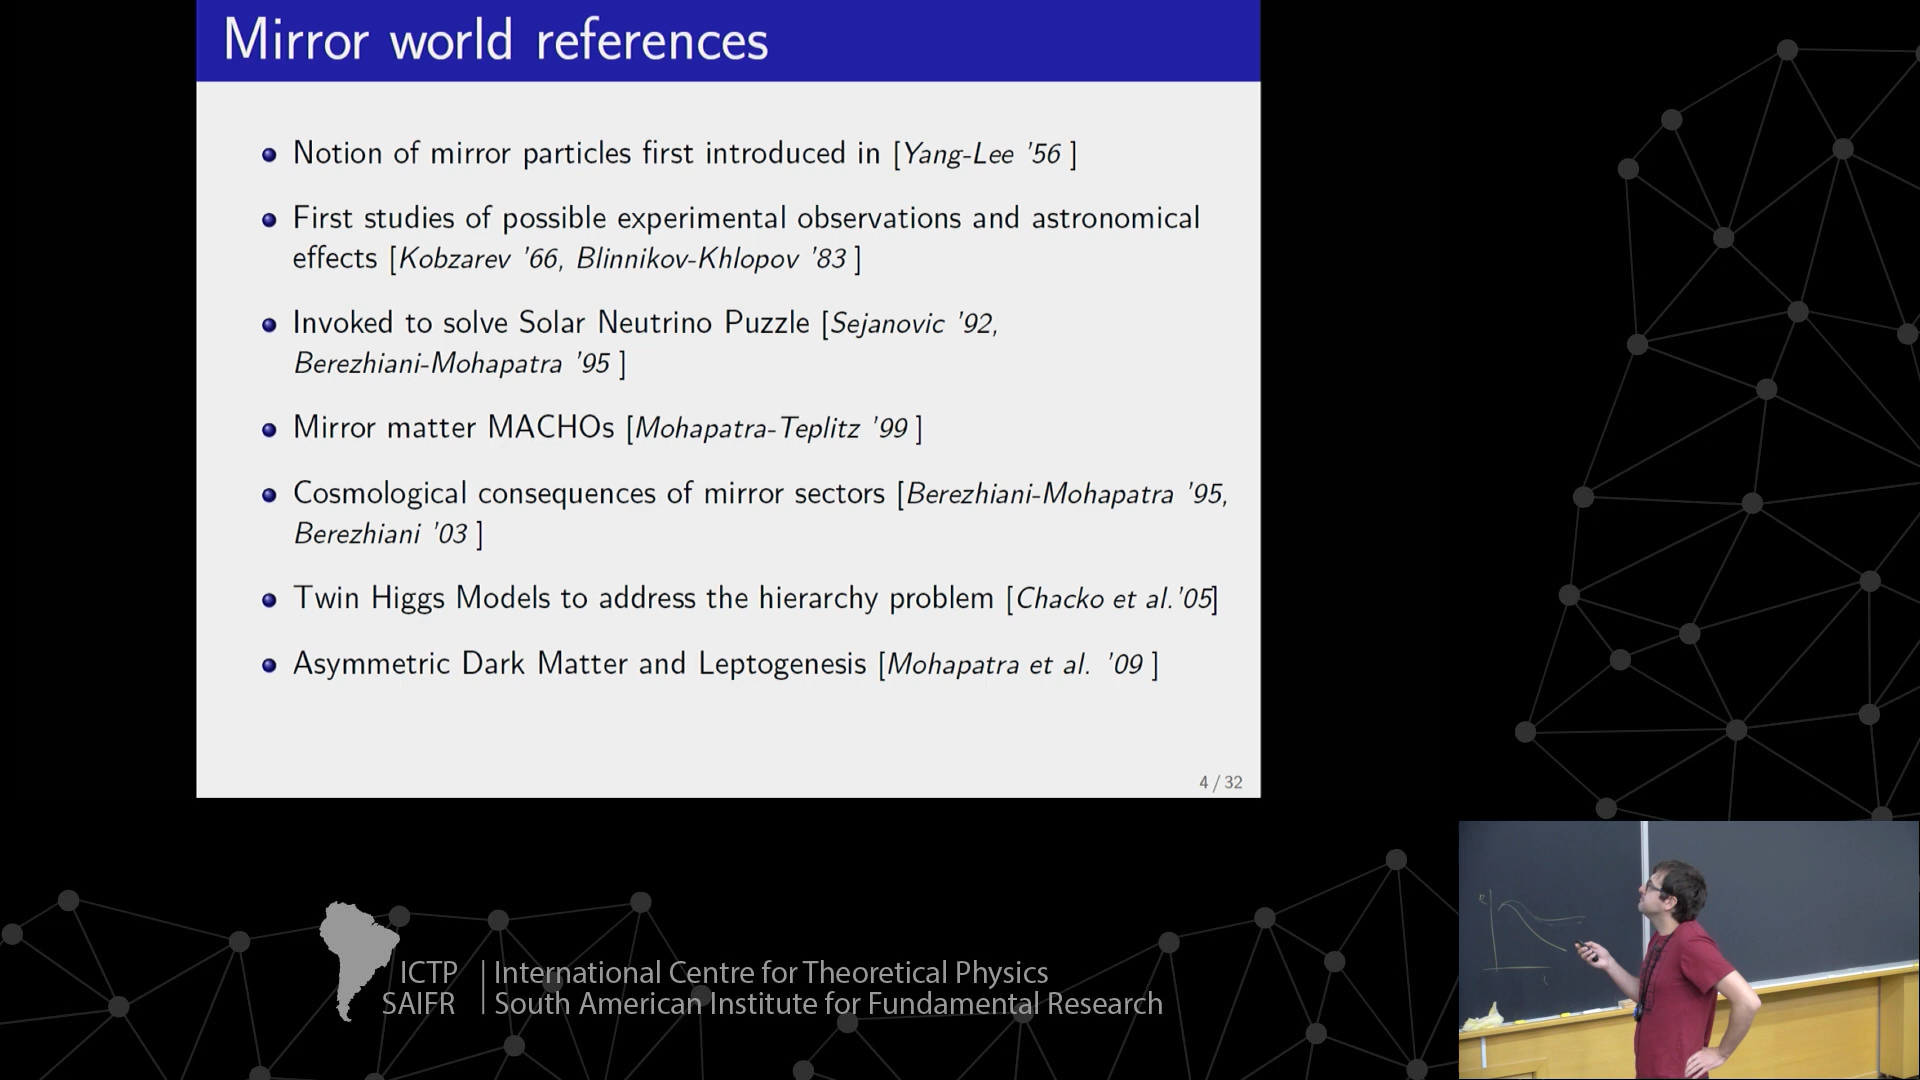 Mirror world references
Notion of mirror particles first introduced in [Yang-Lee '56 ]
First studies of possible experimental observations and astronomical
effects [Kobzarev '66, Blinnikov-Khlopov '83 ]
Invoked to solve Solar Neutrino Puzzle [Sejanovic '92,
Berezhiani-Mohapatra '95 ]
Mirror matter MACHOs [Mohapatra-Teplitz '99 ]
Cosmological consequences of mirror sectors [Berezhiani-Mohapatra '95,
Berezhiani '03 ]
Twin Higgs Models to address the hierarchy problem [Chacko et al.'05]
Asymmetric Dark Matter and Leptogenesis [Mohapatra et al. '09 ]
4 / 32
ICTP
SAIFR
International Centre for Theoretical Physics
South American Institute for Fundamental Research